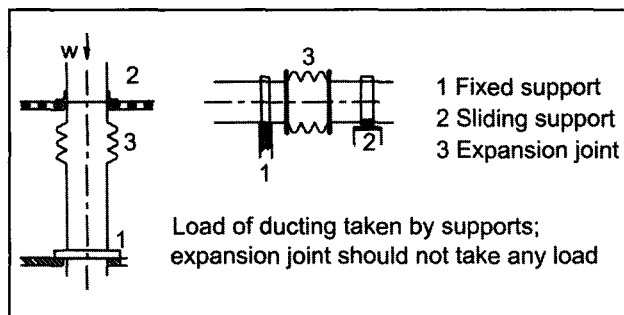 W
2
3
1
3
1
2
1 Fixed support
2 Sliding support
3 Expansion joint
Load of ducting taken by supports;
expansion joint should not take any load